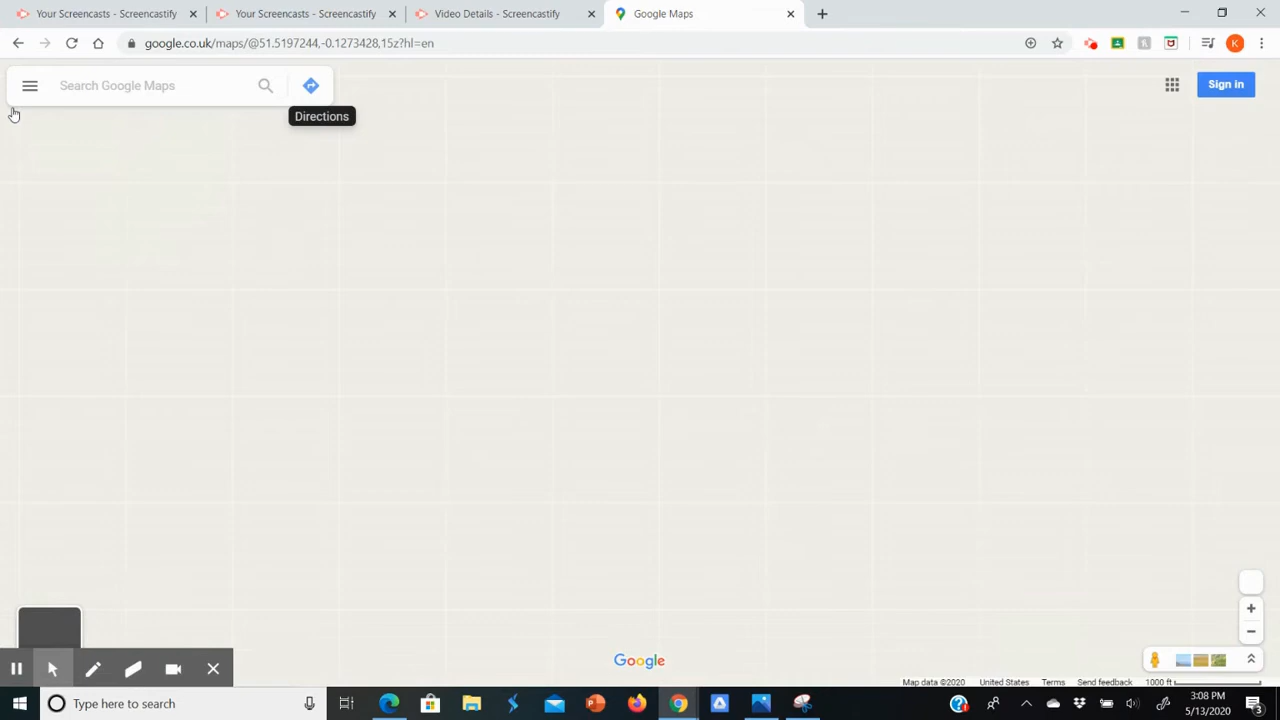 Your Screencasts - Screencastify
Your Screencasts - Screencastify
Video Details - Screencastify
Google Maps
google.co.uk/maps/@51.5197244,-0.1273428,15z?hl=en
K
Search Google Maps
Sign in
Directions
Google
Map data ©2020 United States Terms Send feedback 1000 ft
Type here to search
3:08 PM
5/13/2020
3